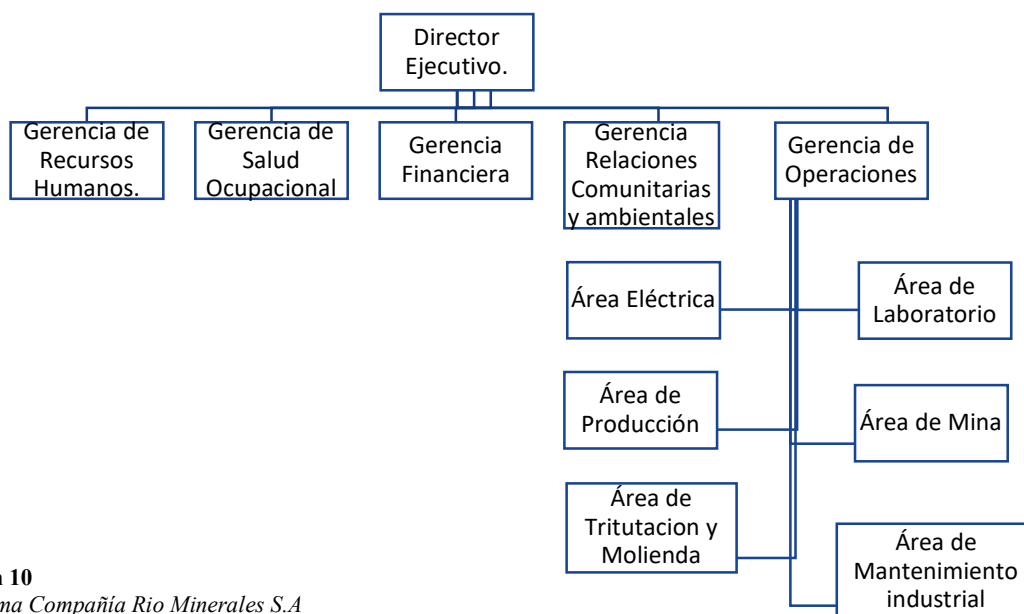 Director
Ejecutivo.
Gerencia de
Recursos
Humanos.
Gerencia de
Salud
Ocupacional
Gerencia
Financiera
Gerencia
Relaciones
Comunitarias
y ambientales
Gerencia de
Operaciones
Área Eléctrica
Área de
Laboratorio
Área de
Producción
Área de Mina
Área de
Tritutacion y
Molienda
Área de
Mantenimiento
industrial
10
Compañía Rio Minerales S.A